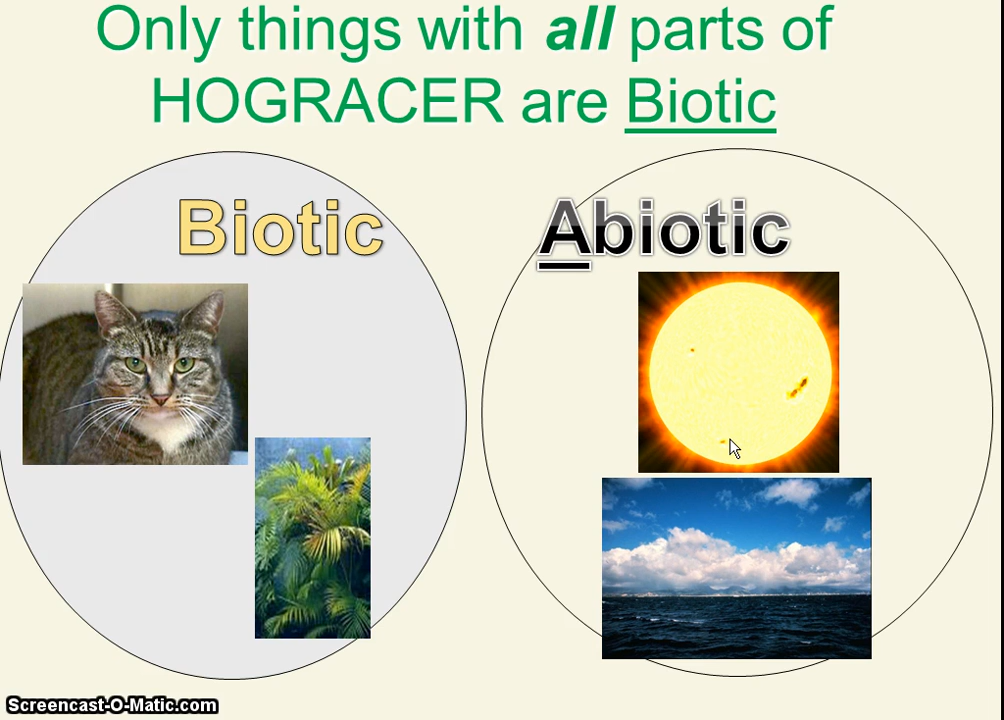 Only things with all parts of
HOGRACER are Biotic
Biotic
Abiotic
Screencast-O-Matic.com